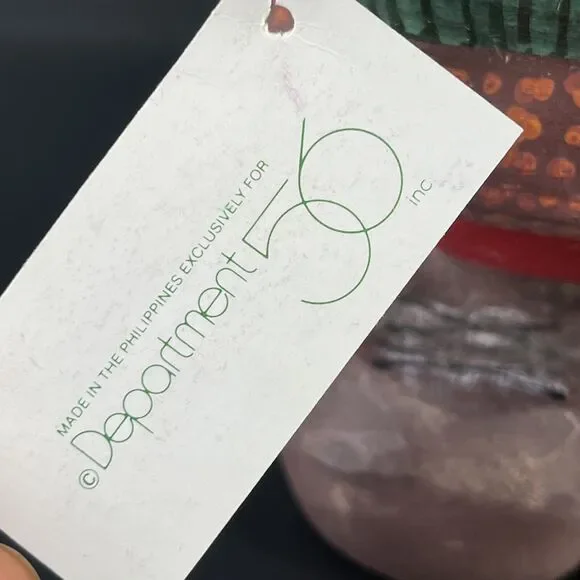 MADE IN THE PHILIPPINES EXCLUSIVELY FOR
© Department 56 inc.